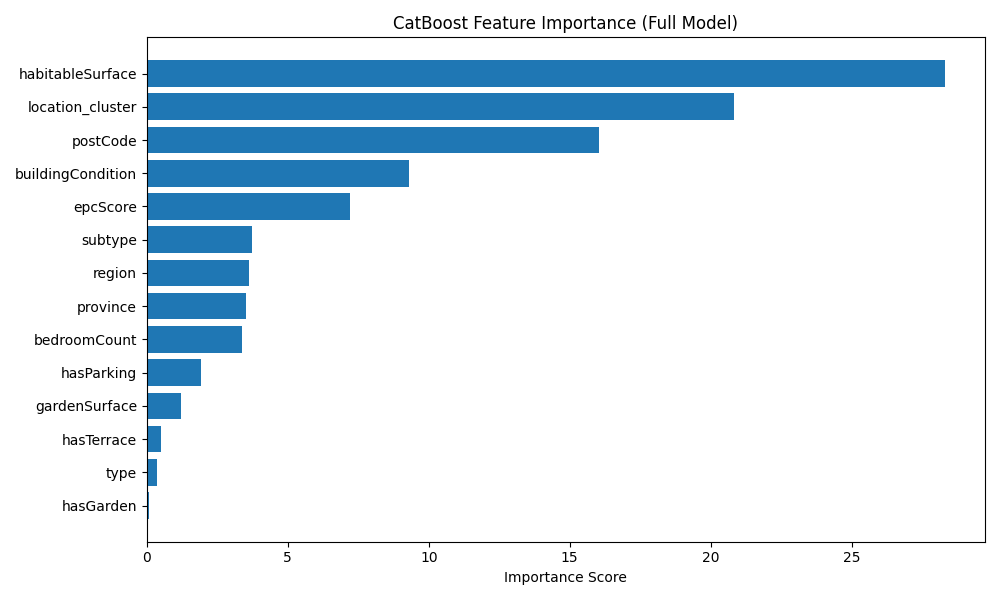 CatBoost Feature Importance (Full Model)
habitableSurface
location_cluster
postCode
buildingCondition
epcScore
subtype
region
province
bedroomCount
hasParking
gardenSurface
hasTerrace
type
hasGarden
0 5 10 15 20 25
Importance Score